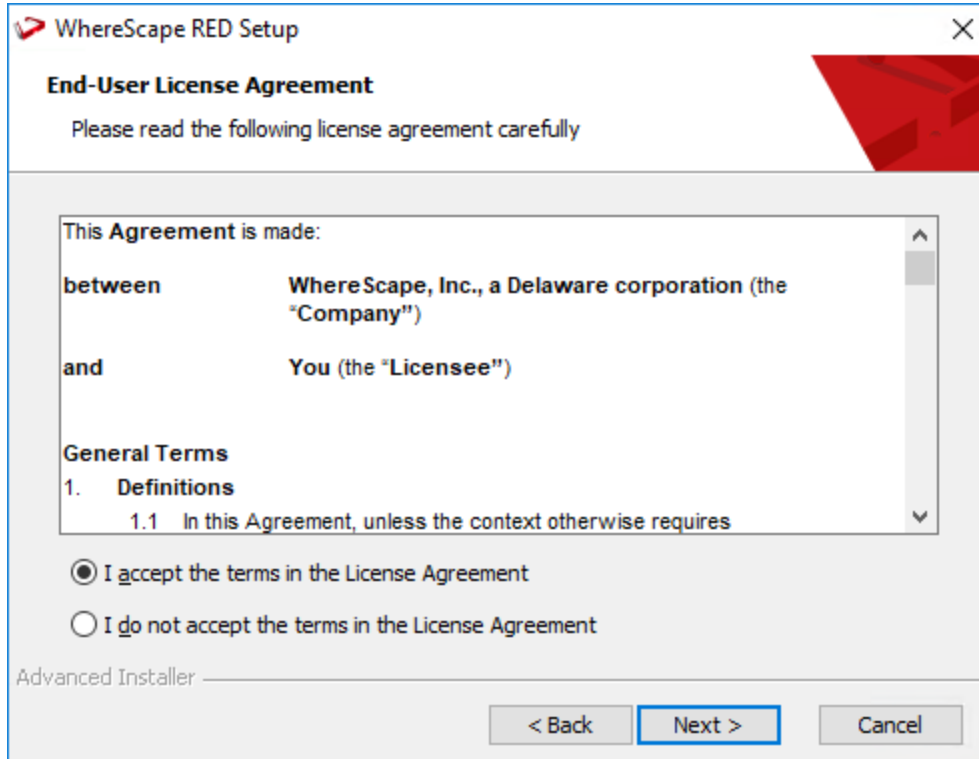 WhereScape RED Setup
End-User License Agreement
Please read the following license agreement carefully
This Agreement is made:
between WhereScape, Inc., a Delaware corporation (the
“Company”)
and You (the “Licensee”)
General Terms
1. Definitions
1.1 In this Agreement, unless the context otherwise requires
I accept the terms in the License Agreement
I do not accept the terms in the License Agreement
Advanced Installer
< Back Next > Cancel